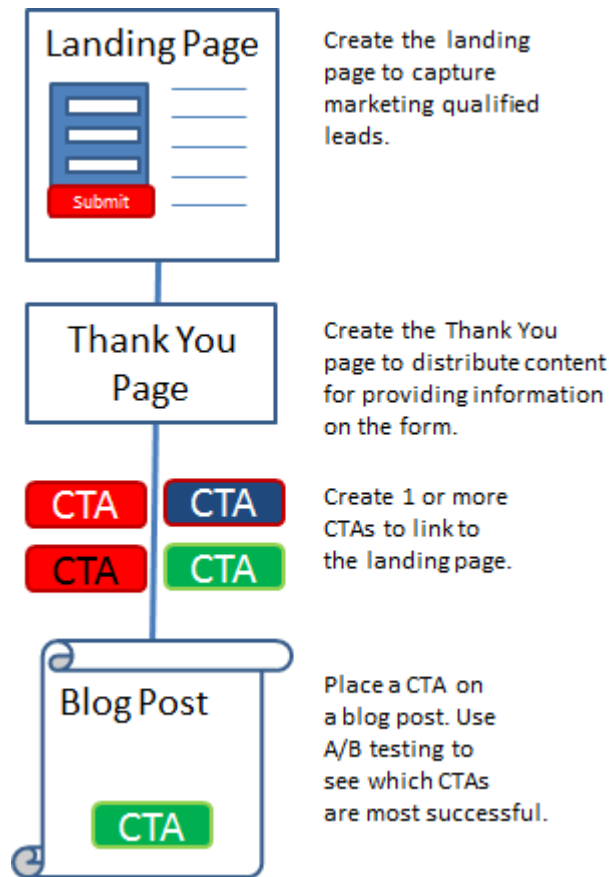 Landing Page
Submit
Create the landing
page to capture
marketing qualified
leads.
Thank You
Page
Create the Thank You
page to distribute content
for providing information
on the form.
CTA
CTA
CTA
CTA
Create 1 or more
CTAs to link to
the landing page.
Blog Post
CTA
Place a CTA on
a blog post. Use
A/B testing to
see which CTAs
are most successful.